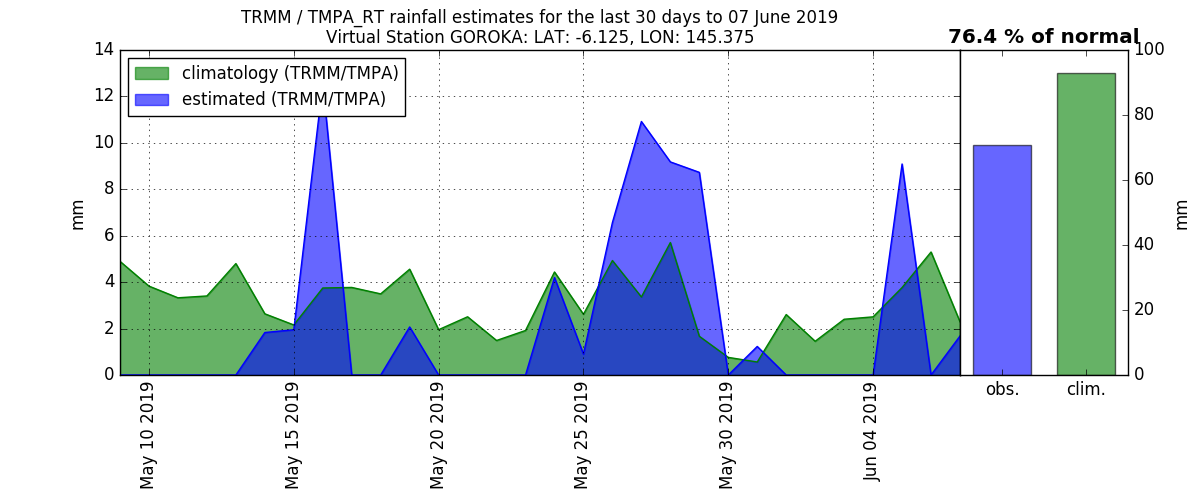 TRMM / TMPA_RT rainfall estimates for the last 30 days to 07 June 2019
Virtual Station GOROKA: LAT: -6.125, LON: 145.375
76.4 % of normal
climatology (TRMM/TMPA)
estimated (TRMM/TMPA)
14
12
10
8
6
4
2
0
mm
May 10 2019
May 15 2019
May 20 2019
May 25 2019
May 30 2019
Jun 04 2019
100
80
60
40
20
0
mm
obs.
clim.